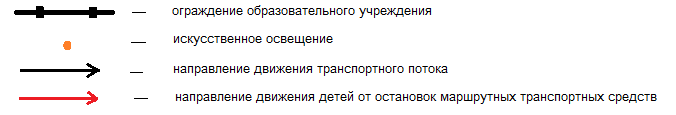 — ограждение образовательного учреждения
— искусственное освещение
— направление движения транспортного потока
— направление движения детей от остановок маршрутных транспортных средств